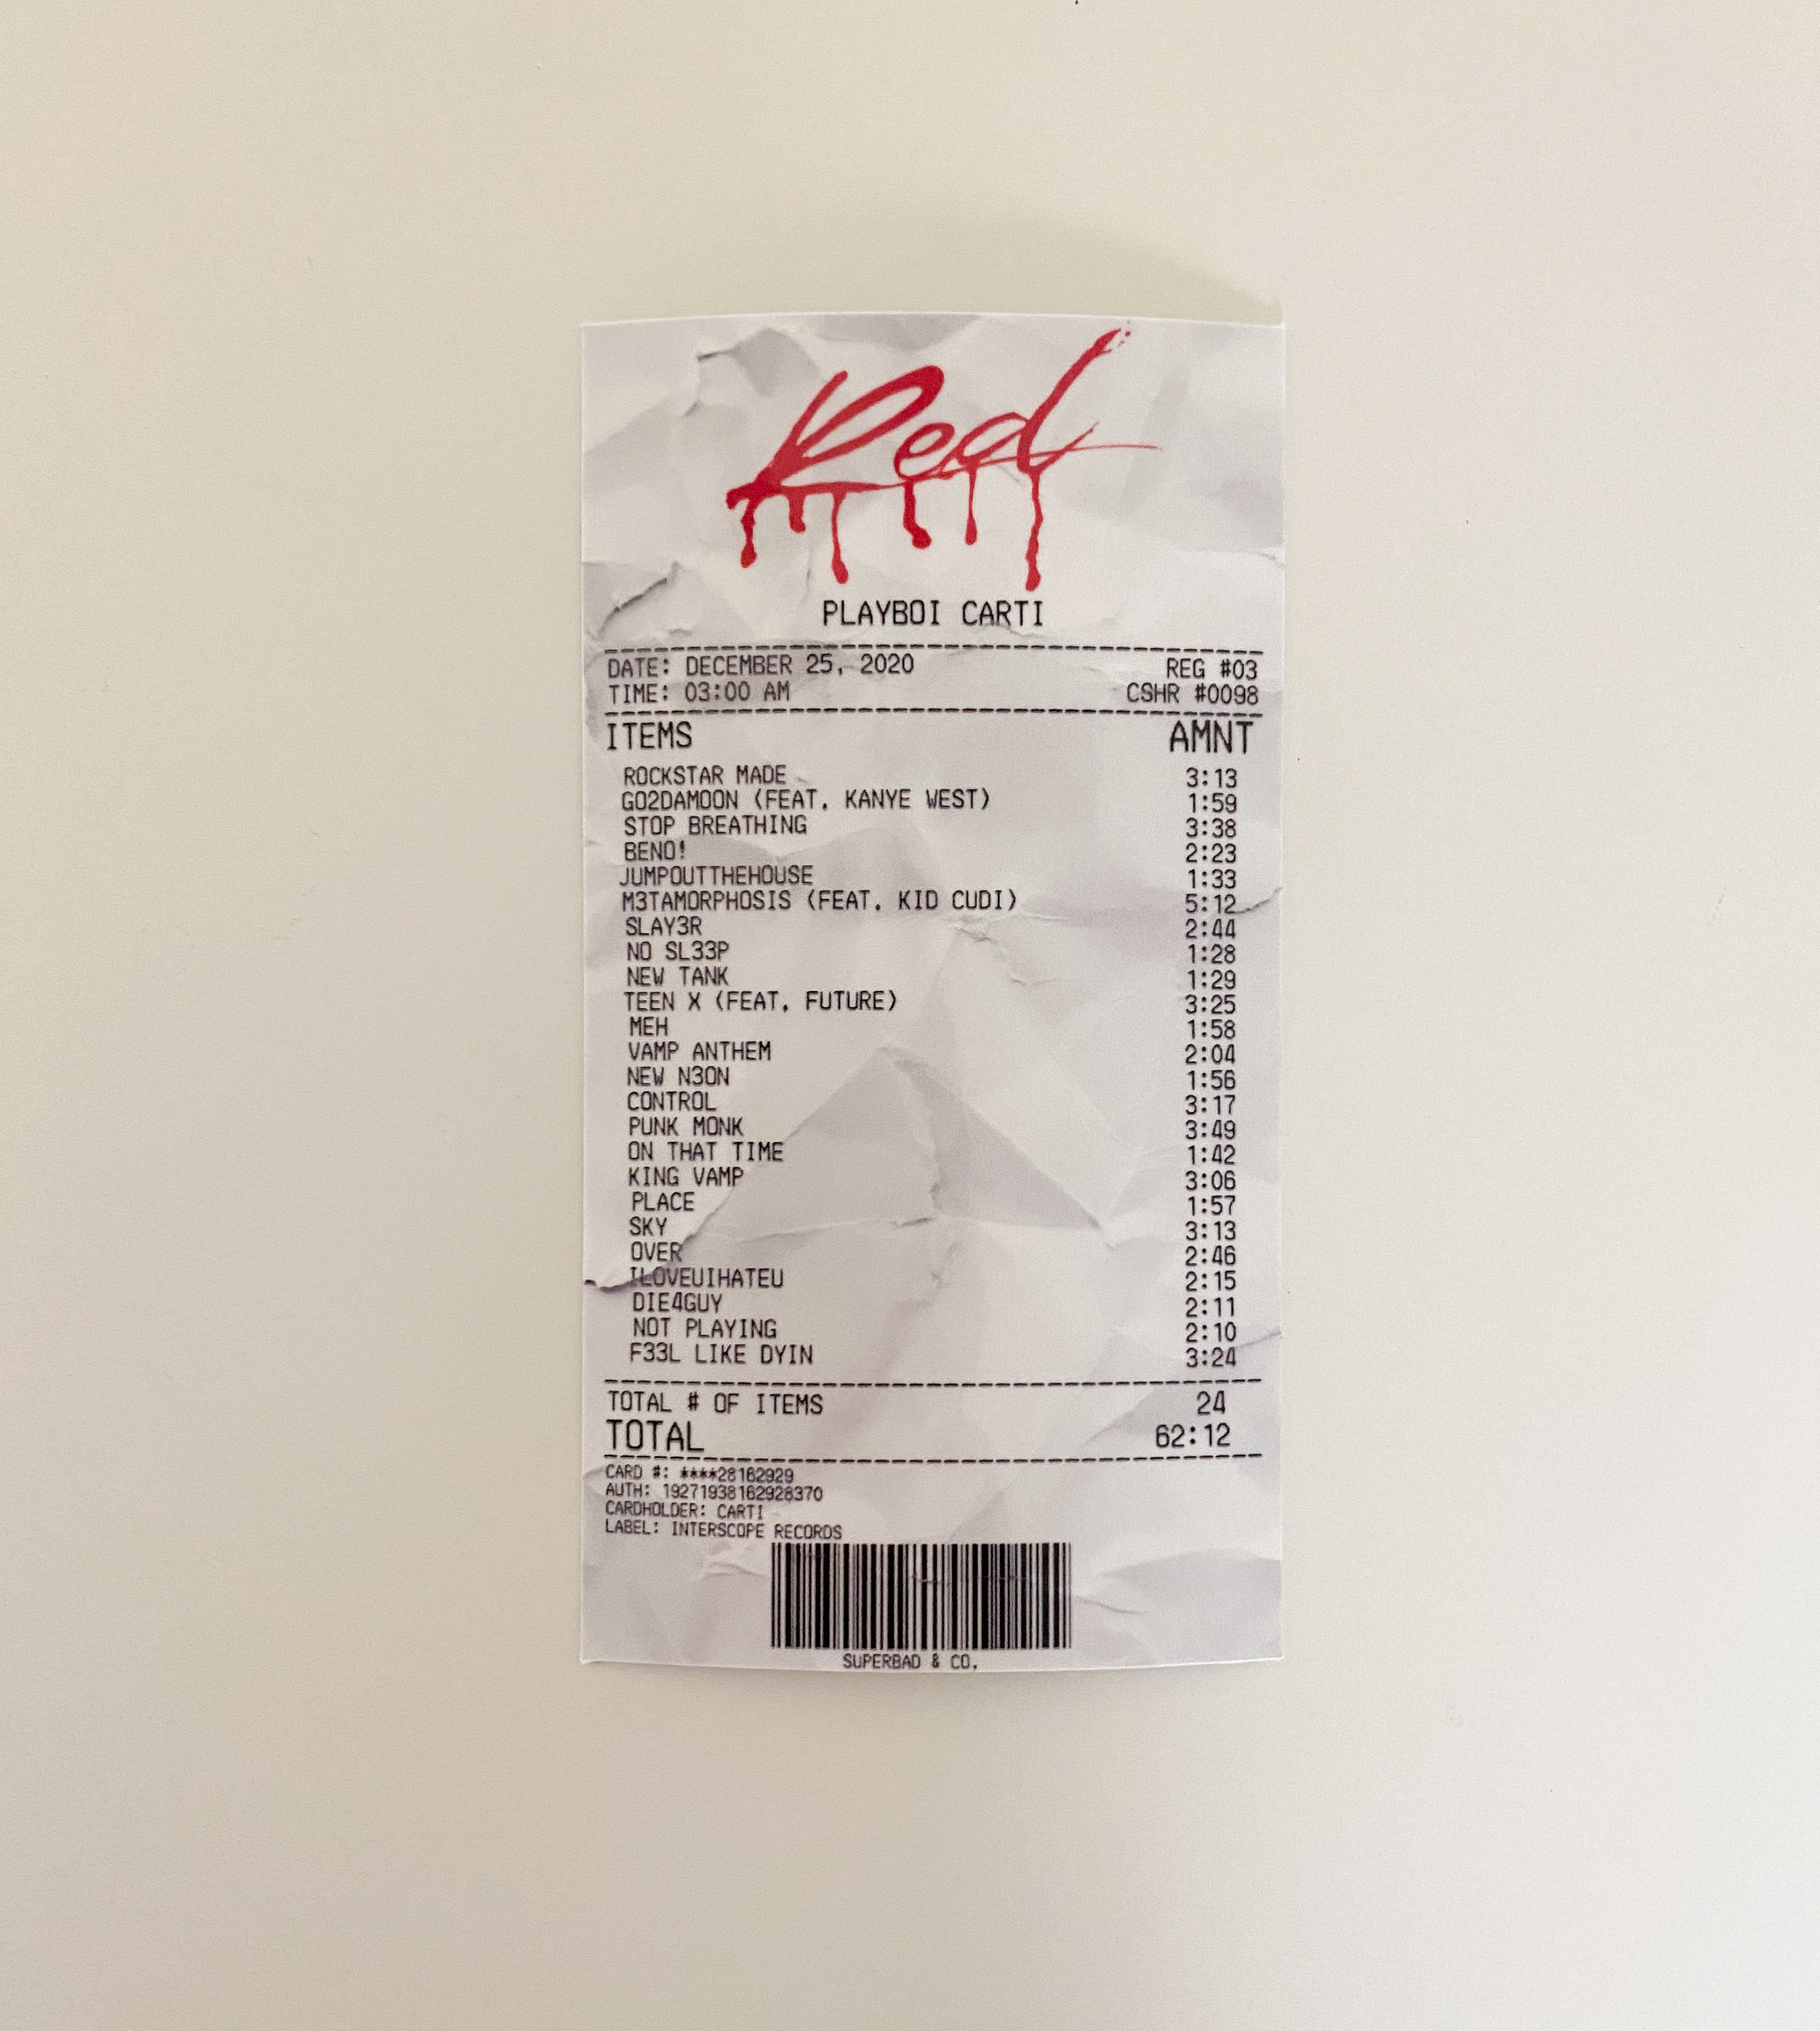 Red
PLAYBOI CARTI
DATE: DECEMBER 25, 2020 REG #03
TIME: 03:00 AM CSHR #0098
ITEMS AMNT
ROCKSTAR MADE 3:13
GO2DAMOON (FEAT. KANYE WEST) 1:59
STOP BREATHING 3:38
BENO! 2:23
JUMPOUTTHEHOUSE 1:33
M3TAMORPHOSIS (FEAT. KID CUDI) 5:12
SLAY3R 2:44
NO SL33P 1:28
NEW TANK 1:29
TEEN X (FEAT. FUTURE) 3:25
MEH 1:58
VAMP ANTHEM 2:04
NEW N3ON 1:56
CONTROL 3:17
PUNK MONK 3:49
ON THAT TIME 1:42
KING VAMP 3:06
PLACE 1:57
SKY 3:13
OVER 2:46
ILOVEUIHATEU 2:15
DIE4GUY 2:11
NOT PLAYING 2:10
F33L LIKE DYIN 3:24
TOTAL # OF ITEMS 24
TOTAL 62:12
CARD #: ****28182929
AUTH: 19271938162928370
CARDHOLDER: CARTI
LABEL: INTERSCOPE RECORDS
SUPERBAD & CO.